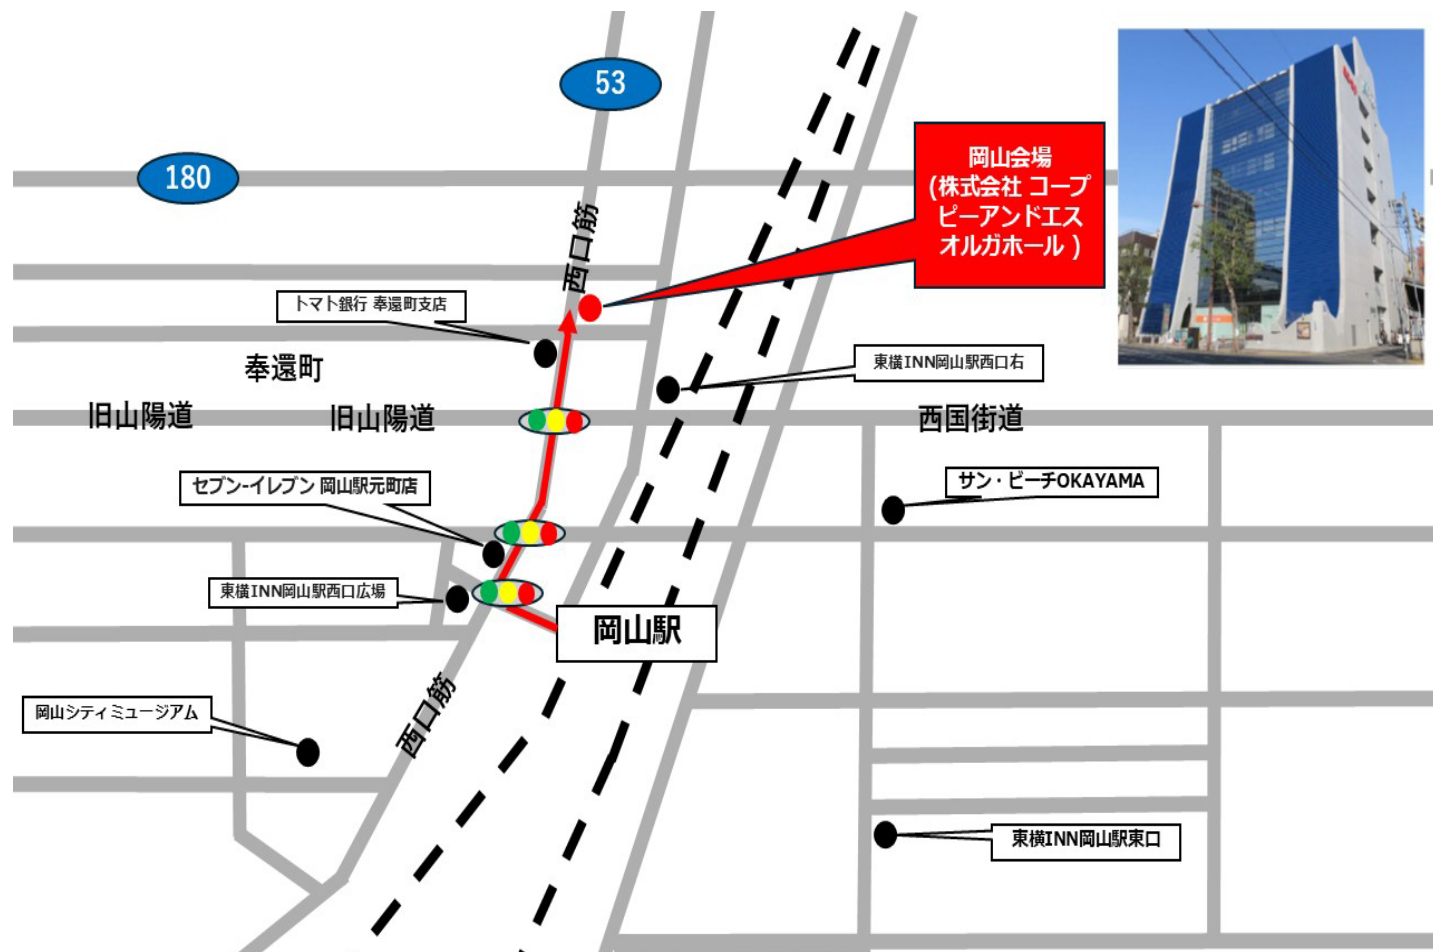 53
180
岡山会場
(株式会社 コープ
ピーアンドエス
オルガホール )
西口筋
トマト銀行 奉還町支店
奉還町
東横INN岡山駅西口右
旧山陽道
旧山陽道
西国街道
セブン-イレブン 岡山駅元町店
サン・ビーチOKAYAMA
東横INN岡山駅西口広場
岡山駅
西口筋
岡山シティミュージアム
東横INN岡山駅東口